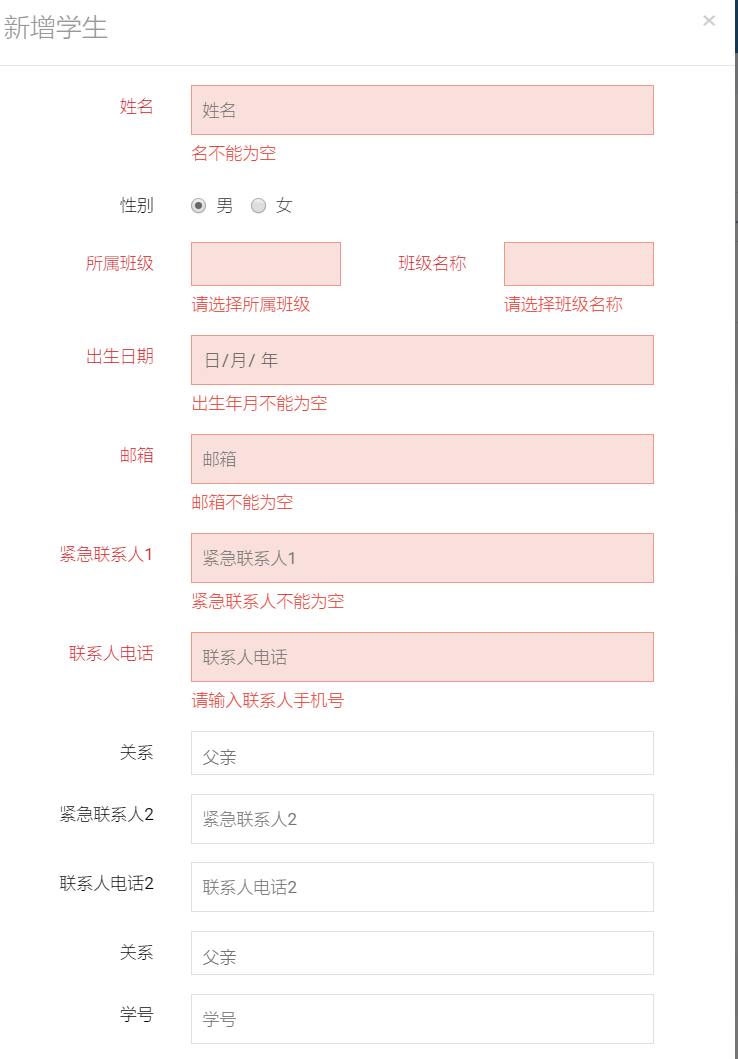 新增学生 ×
姓名 姓名
名不能为空
性别 男 女
所属班级 班级名称
请选择所属班级 请选择班级名称
出生日期 日/月/ 年
出生年月不能为空
邮箱 邮箱
邮箱不能为空
紧急联系人1 紧急联系人1
紧急联系人不能为空
联系人电话 联系人电话
请输入联系人手机号
关系 父亲
紧急联系人2 紧急联系人2
联系人电话2 联系人电话2
关系 父亲
学号 学号